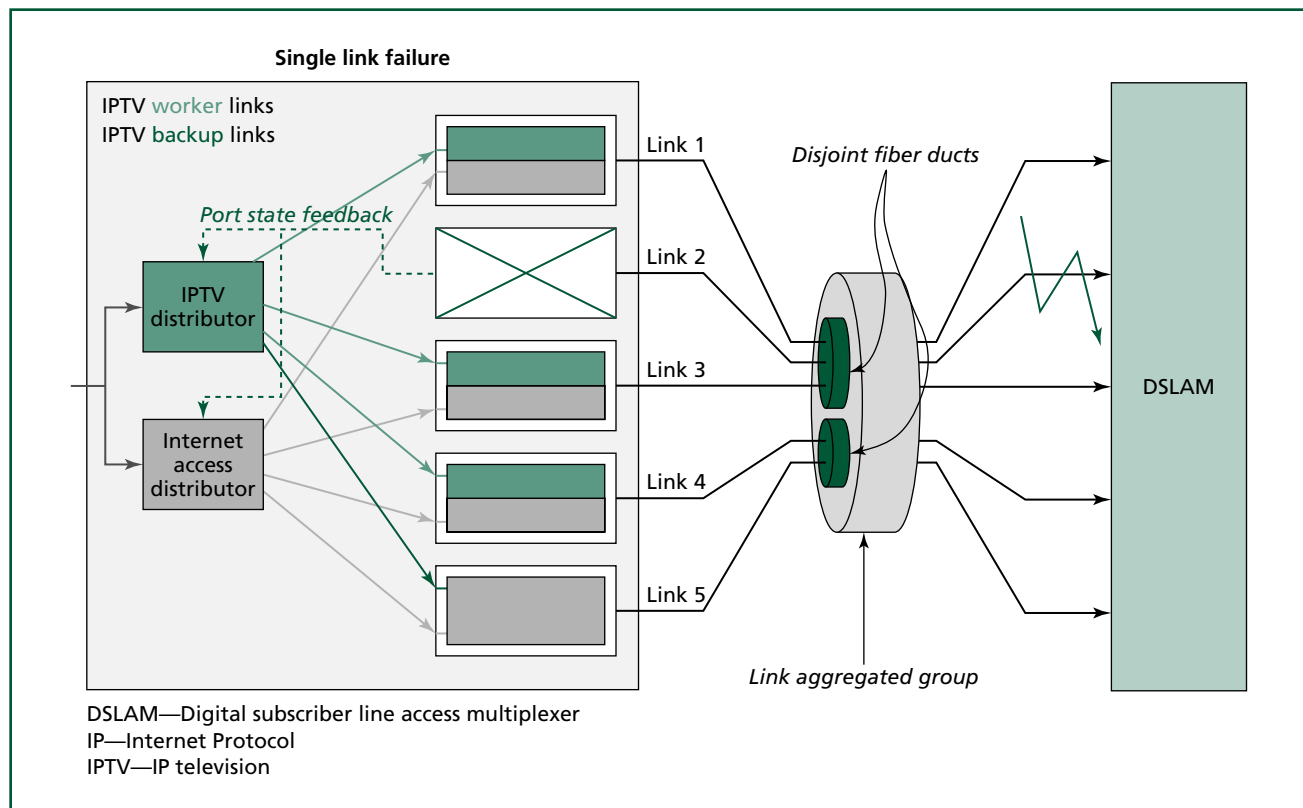 Single link failure
IPTV worker links
IPTV backup links
Link 1
Disjoint fiber ducts
Port state feedback
Link 2
IPTV
distributor
Link 3
DSLAM
Internet
access
distributor
Link 4
Link 5
Link aggregated group
DSLAM—Digital subscriber line access multiplexer
IP—Internet Protocol
IPTV—IP television